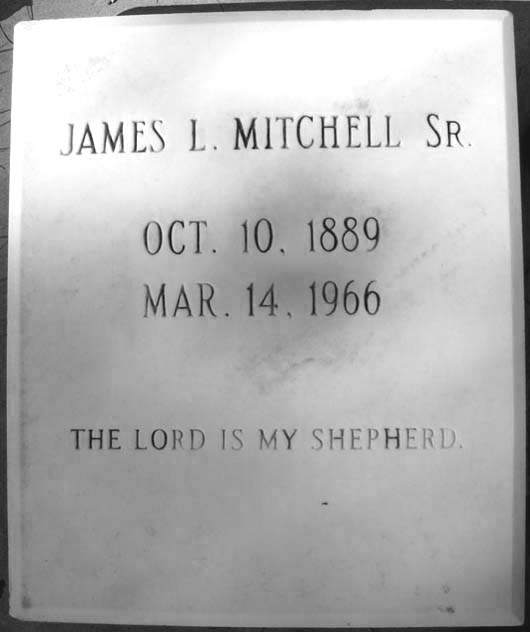 JAMES L. MITCHELL SR.
OCT. 10, 1889
MAR. 14, 1966
THE LORD IS MY SHEPHERD.